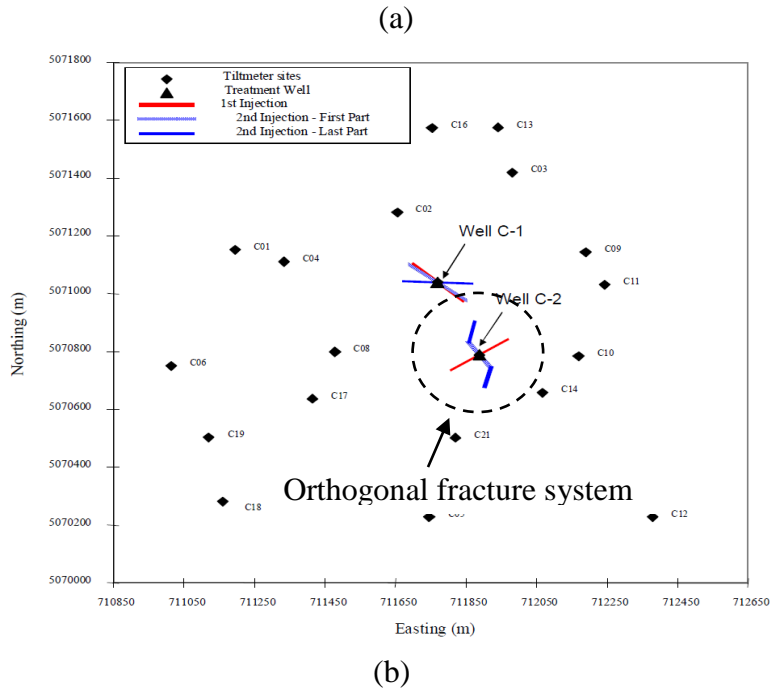 (a)
5071800
5071600
5071400
5071200
5071000
5070800
5070600
5070400
5070200
5070000
Northing (m)
Tiltmeter sites
Treatment Well
1st Injection
2nd Injection - First Part
2nd Injection - Last Part
C16
C13
C03
C02
Well C-1
C01
C04
C09
C11
Well C-2
C08
C06
C10
C17
C14
C19
C21
Orthogonal fracture system
C18
C12
710850
711050
711250
711450
711650
711850
712050
712250
712450
712650
Easting (m)
(b)